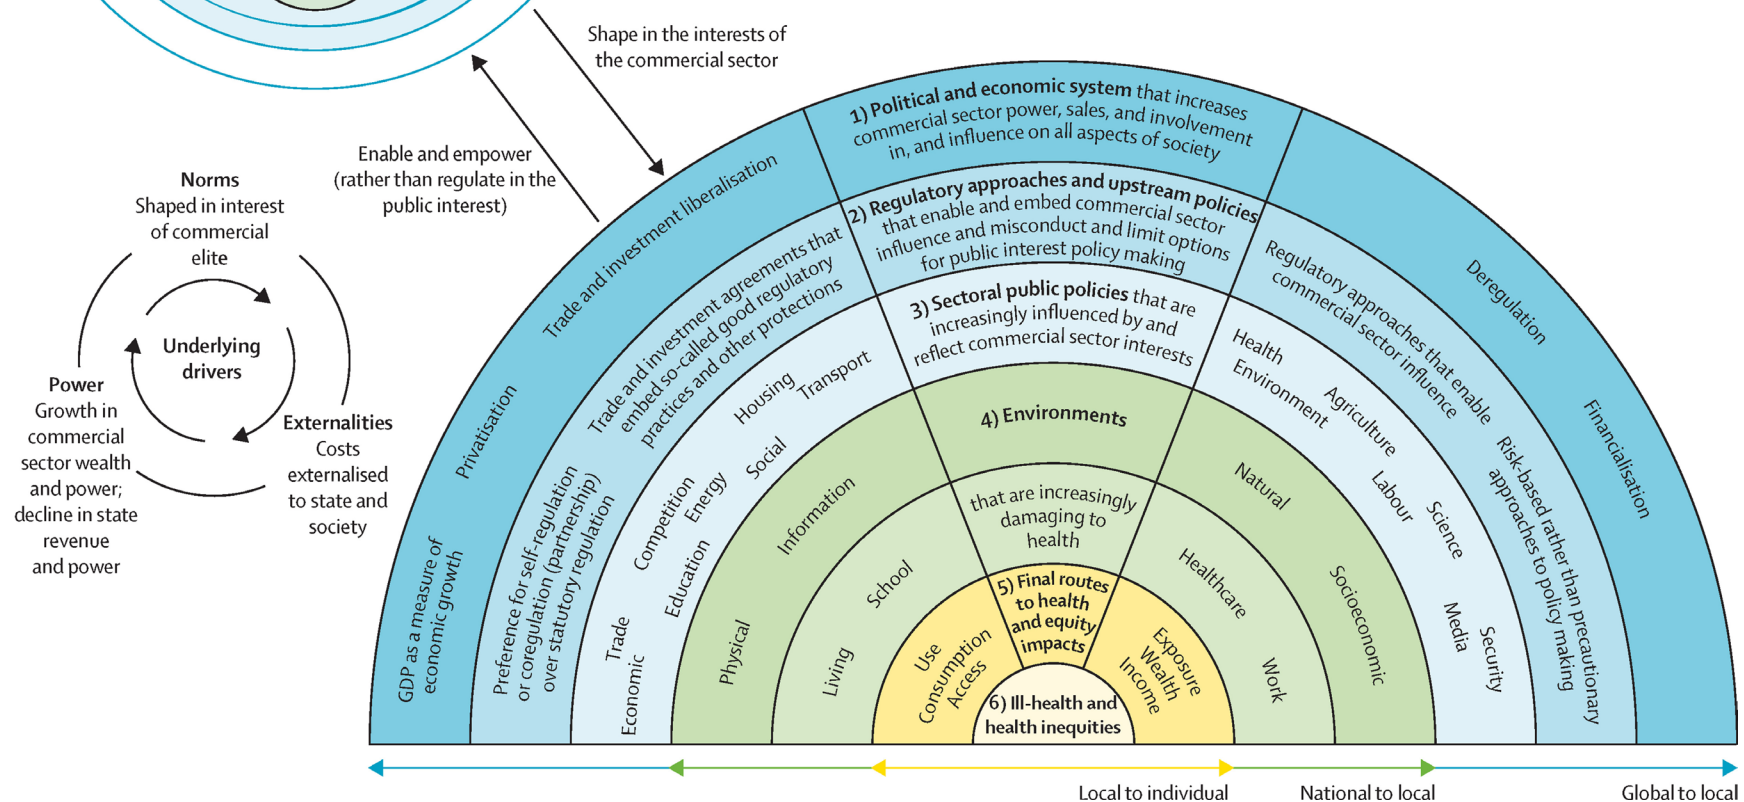 Shape in the interests of
the commercial sector
Enable and empower
(rather than regulate in the
public interest)
Norms
Shaped in interest
of commercial
elite
Underlying
drivers
Power
Growth in
commercial
sector wealth
and power;
decline in state
revenue
and power
Externalities
Costs
externalised
to state and
society
1) Political and economic system that increases
commercial sector power, sales, and involvement
in, and influence on all aspects of society
GDP as a measure of
economic growth
Privatisation
Trade and investment liberalisation
Deregulation
Financialisation
2) Regulatory approaches and upstream policies
that enable and embed commercial sector
influence and misconduct and limit options
for public interest policy making
Preference for self-regulation
or coregulation (partnership)
over statutory regulation
Trade and investment agreements that
embed so-called good regulatory
practices and other protections
Regulatory approaches that enable
commercial sector influence
Risk-based rather than precautionary
approaches to policy making
3) Sectoral public policies that are
increasingly influenced by and
reflect commercial sector interests
Economic
Trade
Education
Competition
Energy
Social
Housing
Transport
Health
Environment
Agriculture
Labour
Science
Media
Security
4) Environments
Physical
Information
Natural
Socioeconomic
that are increasingly
damaging to
health
Living
School
Healthcare
Work
5) Final routes
to health
and equity
impacts
Use
Consumption
Access
Exposure
Wealth
Income
6) Ill-health and
health inequities
Local to individual
National to local
Global to local